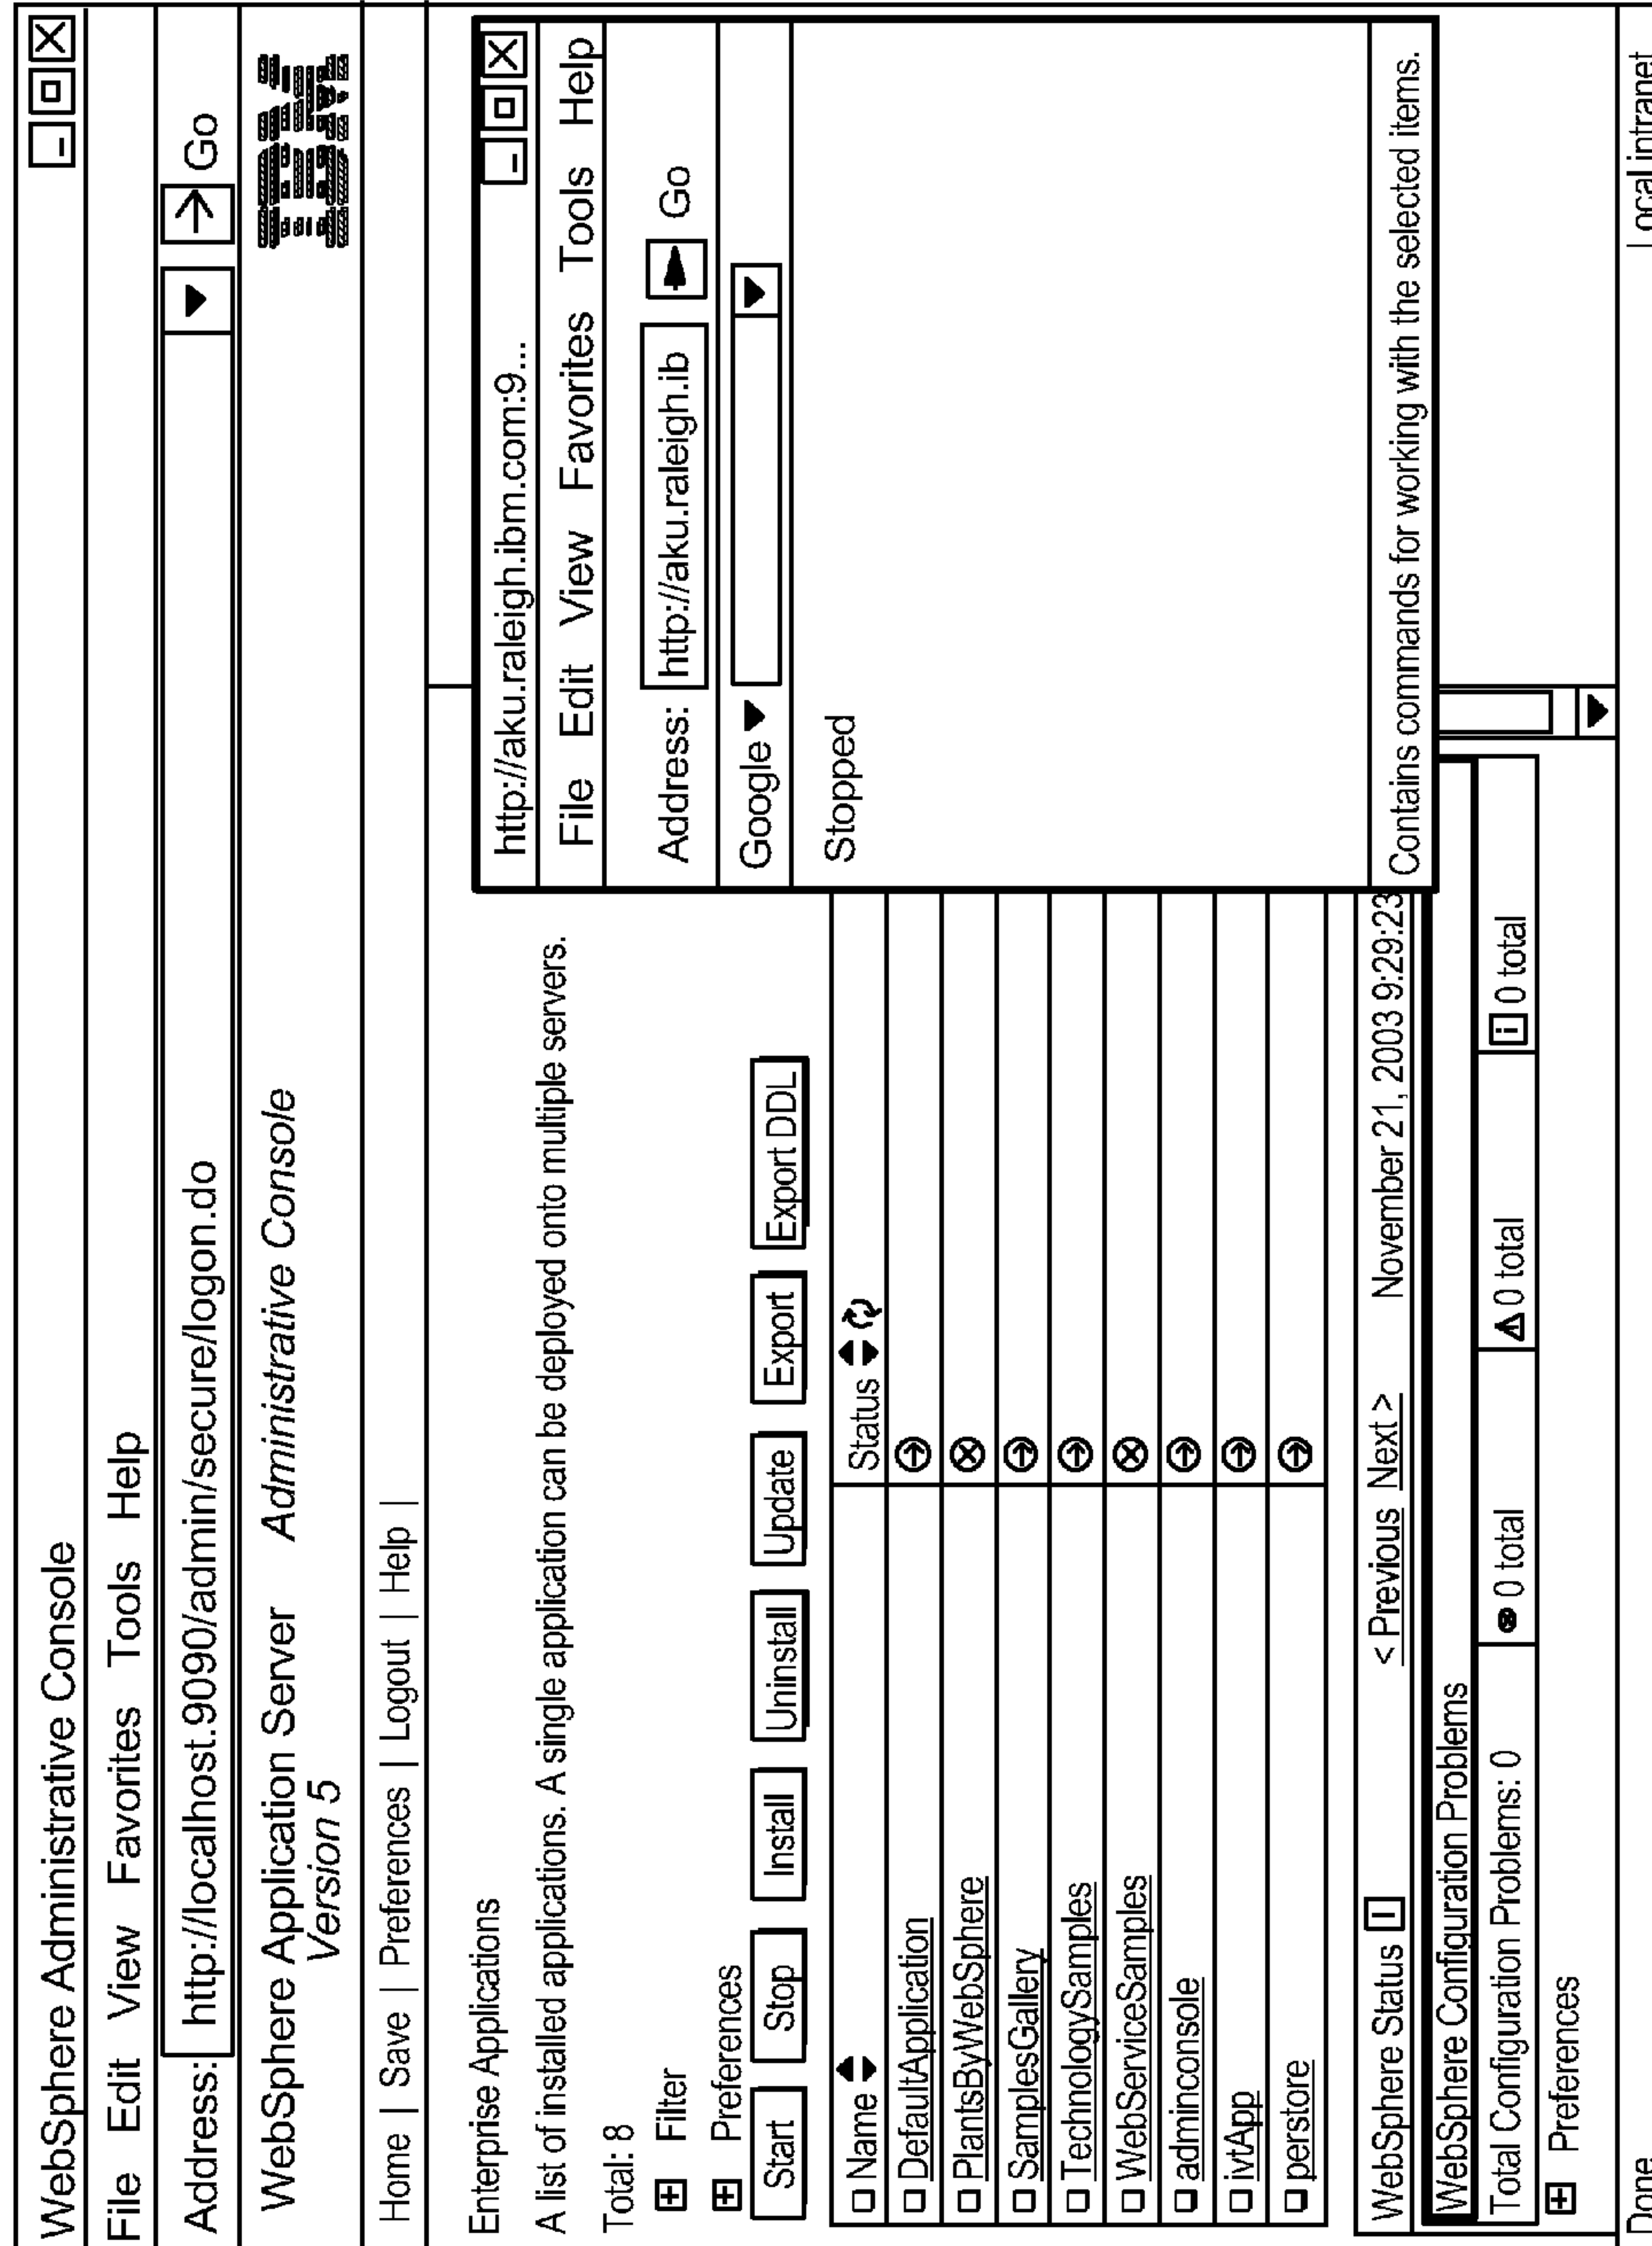 WebSphere Administrative Console
File Edit View Favorites Tools Help
Address: http://localhost.9090/admin/secure/logon.do Go
WebSphere Application Server Administrative Console
Version 5
IBM
Home | Save | Preferences | Logout | Help |
Enterprise Applications
A list of installed applications. A single application can be deployed onto multiple servers.
Total: 8
Filter
Preferences
Start Stop Install Uninstall Update Export Export DDL
Name Status
DefaultApplication
PlantsByWebSphere
SamplesGallery
TechnologySamples
WebServiceSamples
adminconsole
ivtApp
perstore
WebSphere Status < Previous Next > November 21, 2003 9:29:23
WebSphere Configuration Problems
Total Configuration Problems: 0 0 total 0 total i 0 total
Preferences
Done Local intranet
http://aku.raleigh.ibm.com:9...
File Edit View Favorites Tools Help
Address: http://aku.raleigh.ib Go
Google
Stopped
Contains commands for working with the selected items.